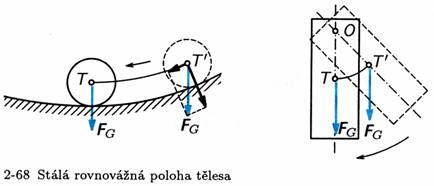 T T' F_G F_G
O T T' F_G F_G
2-68 Stálá rovnovážná poloha tělesa